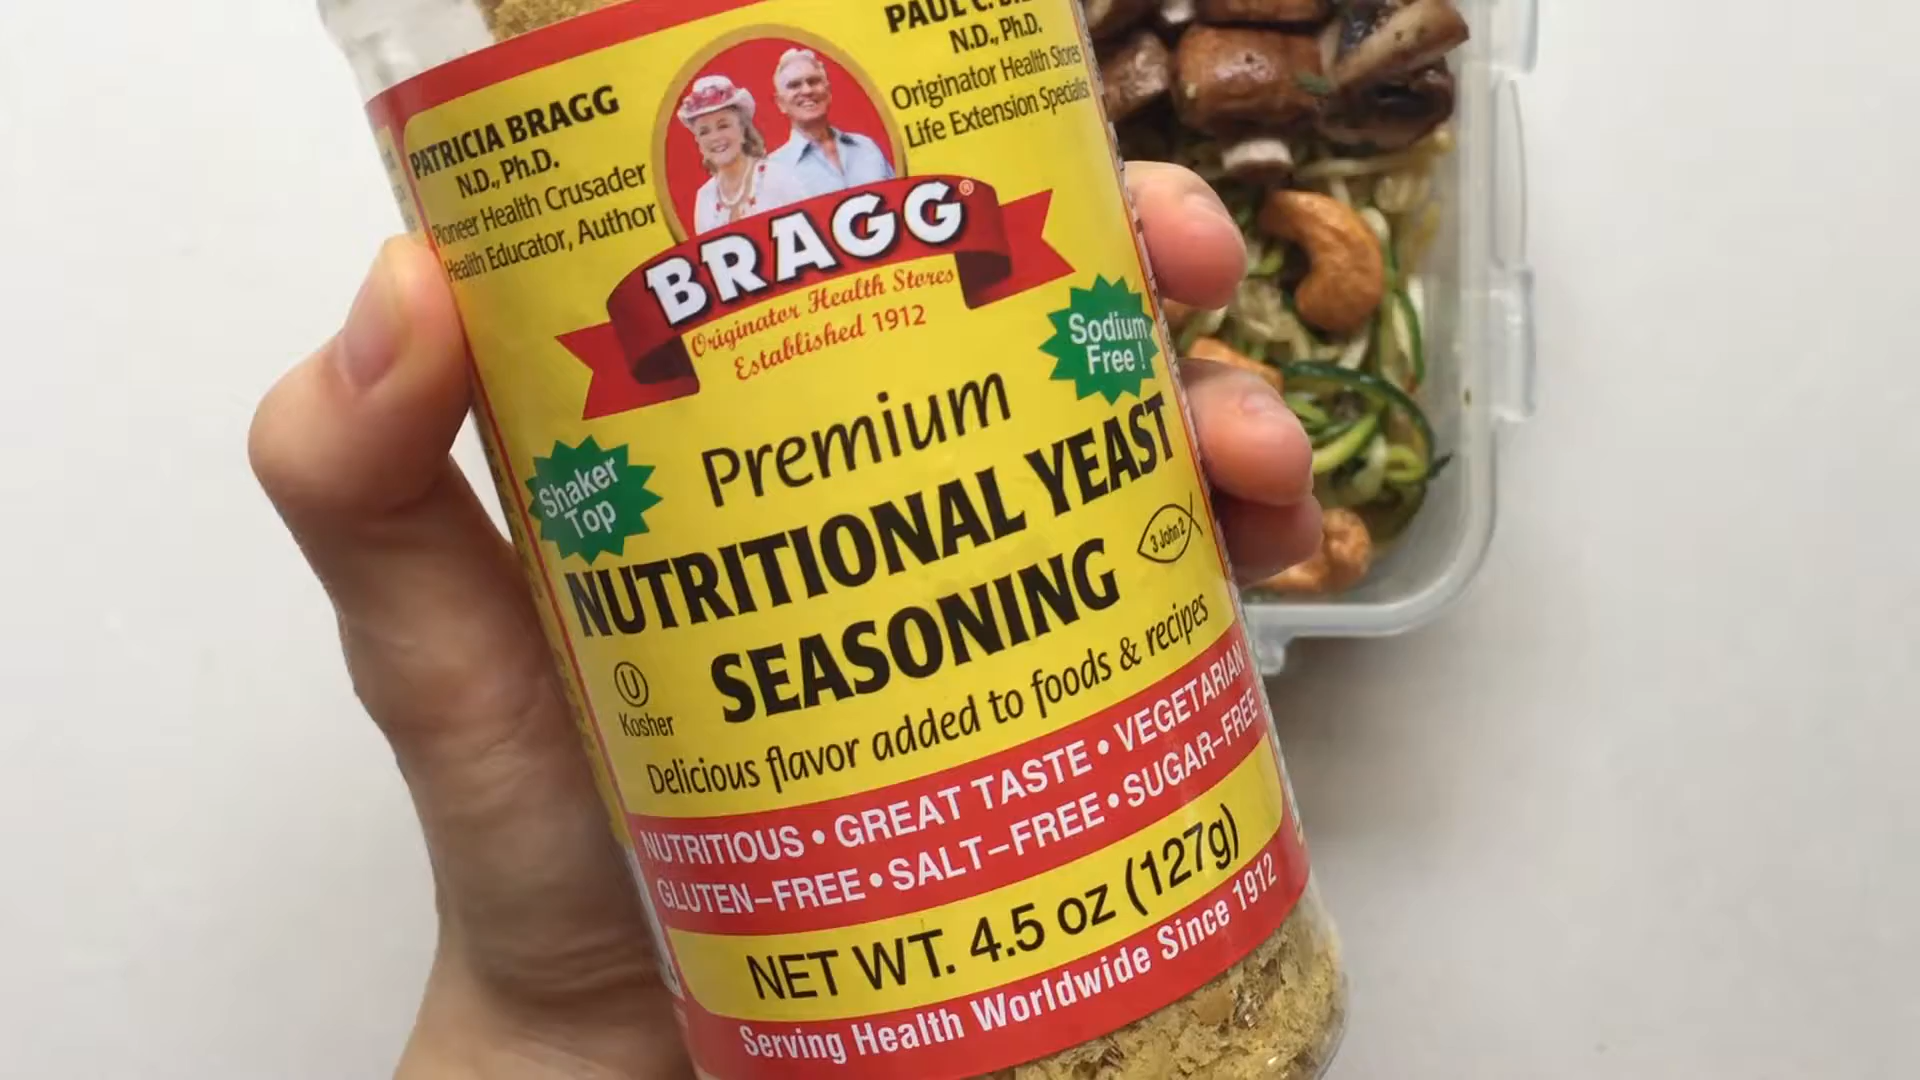 PATRICIA BRAGG
N.D., Ph.D.
Pioneer Health Crusader
Health Educator, Author
PAUL C.
N.D., Ph.D.
Originator Health Stores
Life Extension Specialist
BRAGG®
Originator Health Stores
Established 1912
Sodium
Free!
Shaker
Top
Premium
NUTRITIONAL YEAST
SEASONING
3 John 2
U
Kosher
Delicious flavor added to foods & recipes
NUTRITIOUS • GREAT TASTE • VEGETARIAN
GLUTEN-FREE • SALT-FREE • SUGAR-FREE
NET WT. 4.5 oz (127g)
Serving Health Worldwide Since 1912